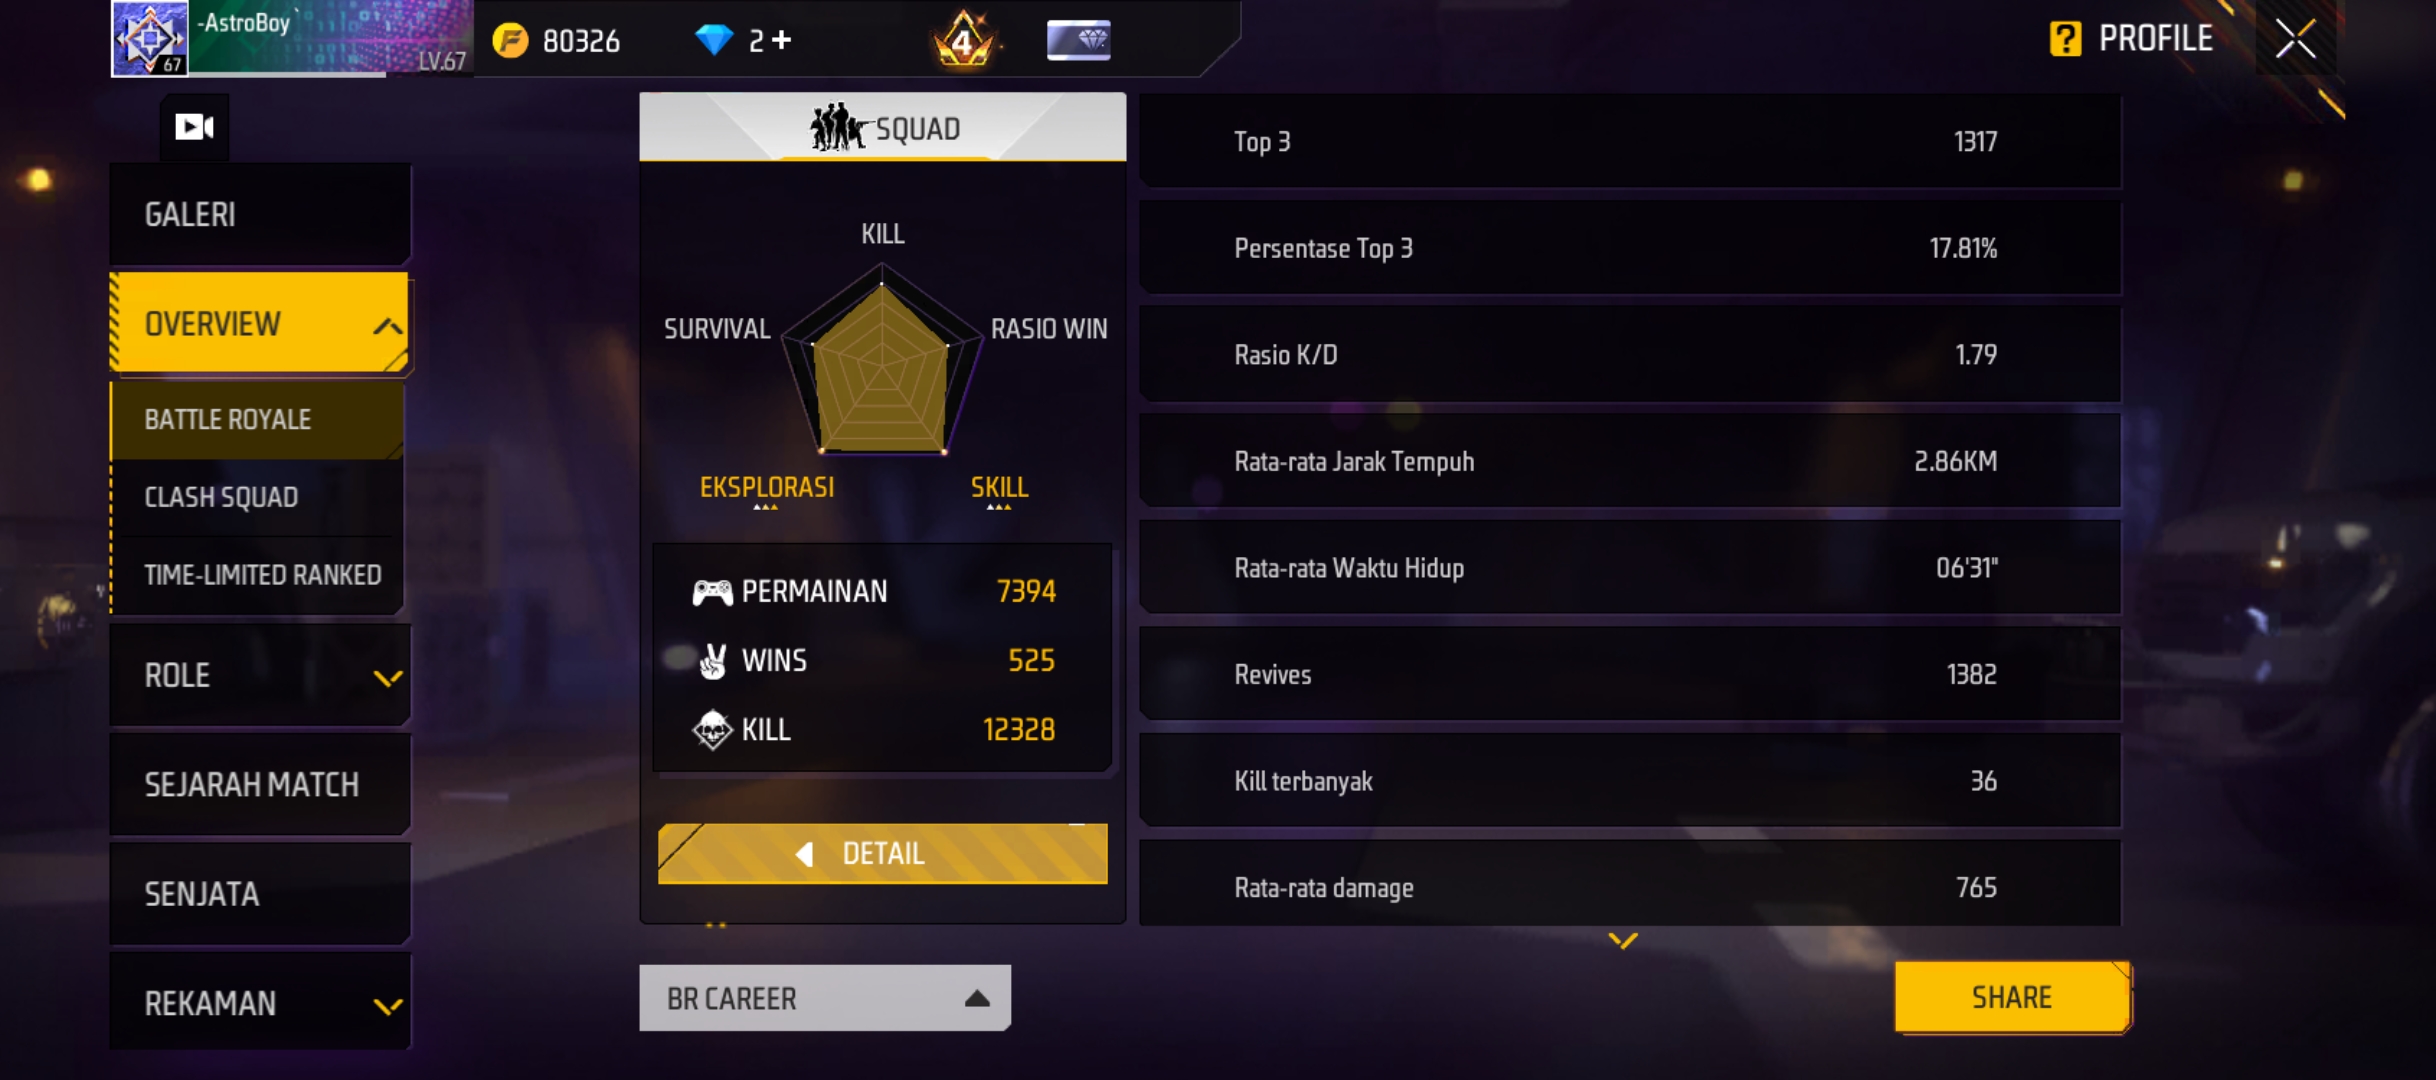 -AstroBoy`
67
LV.67
80326
2+
4
? PROFILE
GALERI
OVERVIEW
BATTLE ROYALE
CLASH SQUAD
TIME-LIMITED RANKED
ROLE
SEJARAH MATCH
SENJATA
REKAMAN
SQUAD
KILL
SURVIVAL
RASIO WIN
EKSPLORASI
SKILL
PERMAINAN 7394
WINS 525
KILL 12328
DETAIL
BR CAREER
Top 3 1317
Persentase Top 3 17.81%
Rasio K/D 1.79
Rata-rata Jarak Tempuh 2.86KM
Rata-rata Waktu Hidup 06'31"
Revives 1382
Kill terbanyak 36
Rata-rata damage 765
SHARE